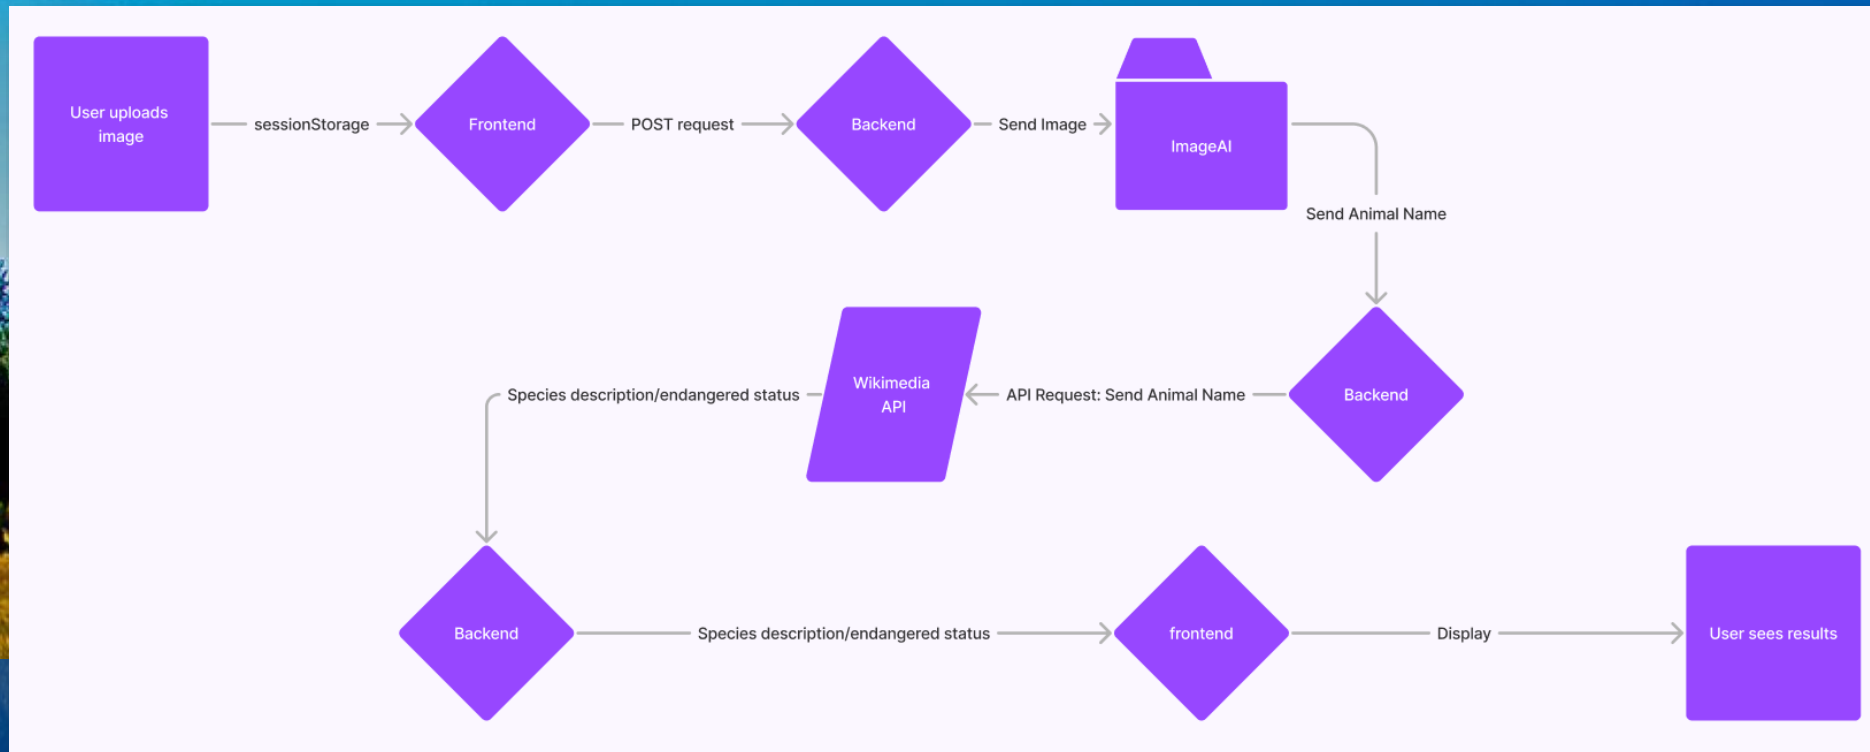 User uploads
image
sessionStorage
Frontend
POST request
Backend
Send Image
ImageAI
Send Animal Name
Backend
API Request: Send Animal Name
Wikimedia
API
Species description/endangered status
Backend
Species description/endangered status
frontend
Display
User sees results